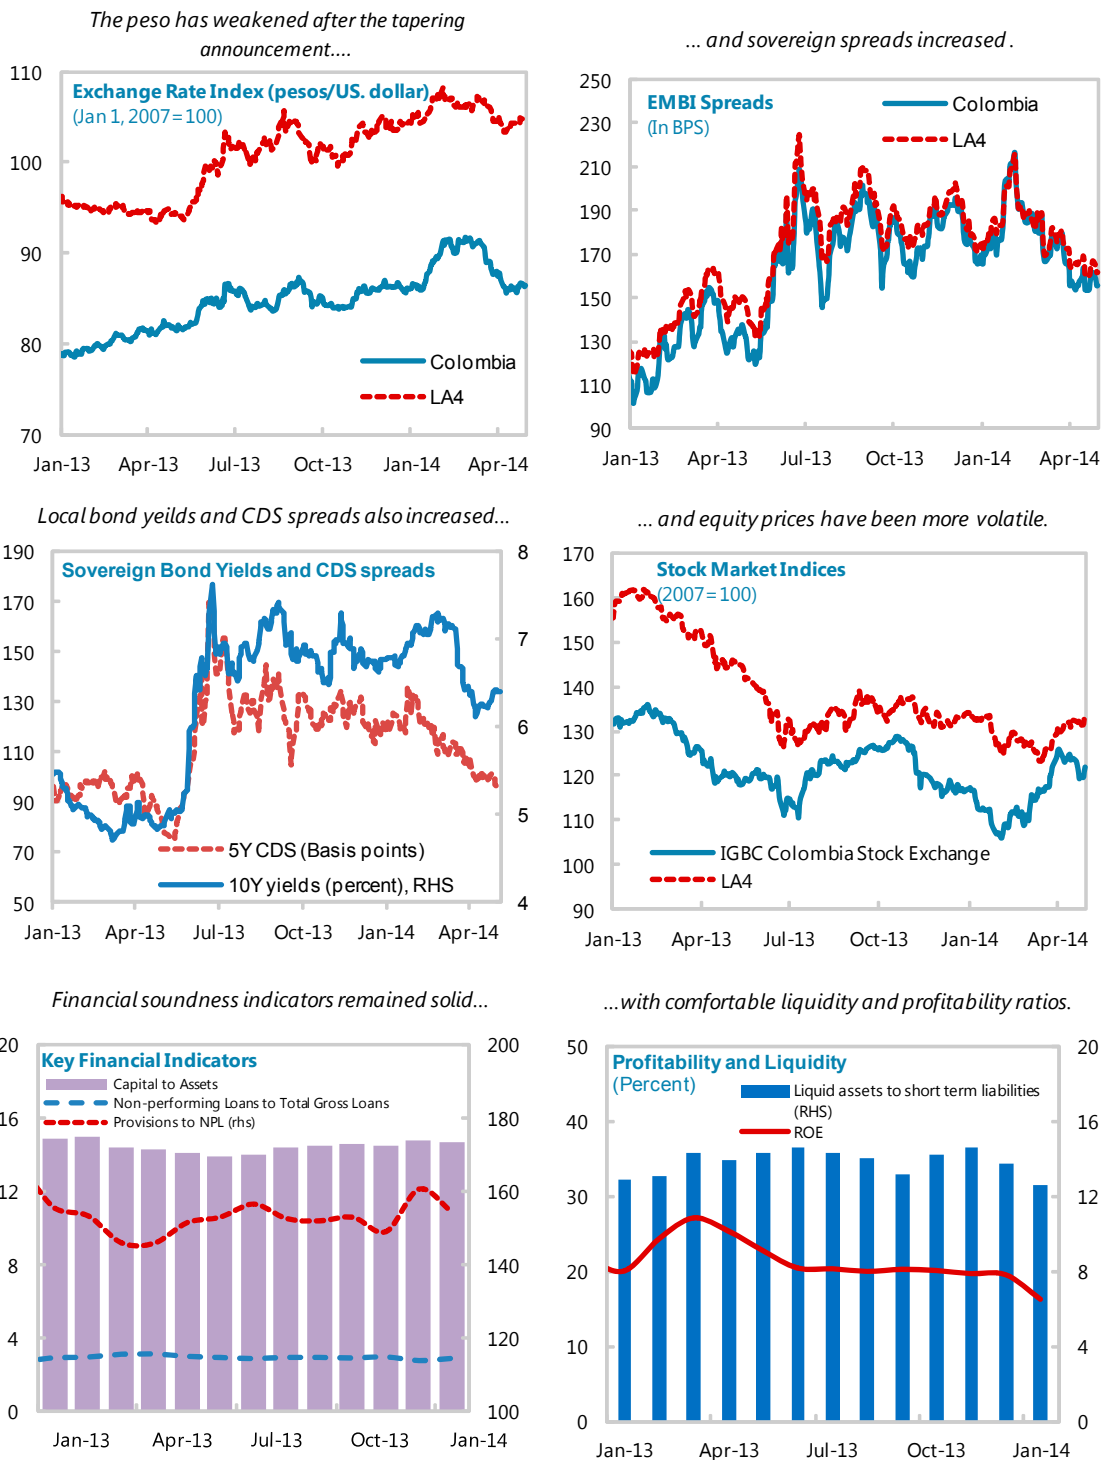 The peso has weakened after the tapering
announcement....
110
100
90
80
70
Exchange Rate Index (peso/US. dollar)
(Jan 1, 2007=100)
Colombia
LA4
Jan-13 Apr-13 Jul-13 Oct-13 Jan-14 Apr-14
... and sovereign spreads increased .
250
230
210
190
170
150
130
110
90
EMBI Spreads
(In BPS)
Colombia
LA4
Jan-13 Apr-13 Jul-13 Oct-13 Jan-14 Apr-14
Local bond yeilds and CDS spreads also increased...
190
170
150
130
110
90
70
50
Sovereign Bond Yields and CDS spreads
8
7
6
5
4
5Y CDS (Basis points)
10Y yields (percent), RHS
Jan-13 Apr-13 Jul-13 Oct-13 Jan-14 Apr-14
... and equity prices have been more volatile.
170
160
150
140
130
120
110
100
90
Stock Market Indices
(2007=100)
IGBC Colombia Stock Exchange
LA4
Jan-13 Apr-13 Jul-13 Oct-13 Jan-14 Apr-14
Financial soundness indicators remained solid...
20
16
12
8
4
0
Key Financial Indicators
Capital to Assets
Non-performing Loans to Total Gross Loans
Provisions to NPL (rhs)
200
180
160
140
120
100
Jan-13 Apr-13 Jul-13 Oct-13 Jan-14
...with comfortable liquidity and profitability ratios.
50
40
30
20
10
0
Profitability and Liquidity
(Percent)
Liquid assets to short term liabilities
(RHS)
ROE
20
16
12
8
4
0
Jan-13 Apr-13 Jul-13 Oct-13 Jan-14